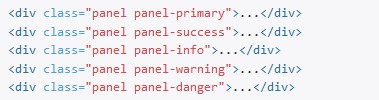 <div class="panel panel-primary">...</div>
<div class="panel panel-success">...</div>
<div class="panel panel-info">...</div>
<div class="panel panel-warning">...</div>
<div class="panel panel-danger">...</div>